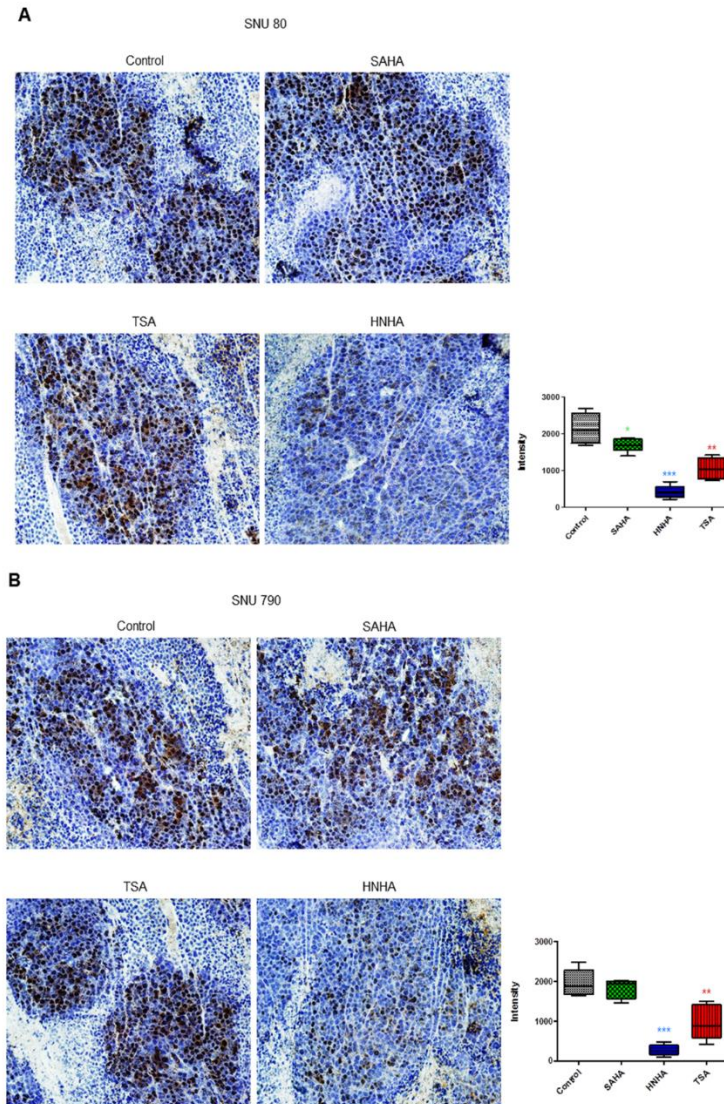 A
SNU 80
Control
SAHA
TSA
HNHA
Intensity
3000
2000
1000
0
*
***
**
Control
SAHA
HNHA
TSA
B
SNU 790
Control
SAHA
TSA
HNHA
Intensity
3000
2000
1000
0
***
**
Control
SAHA
HNHA
TSA